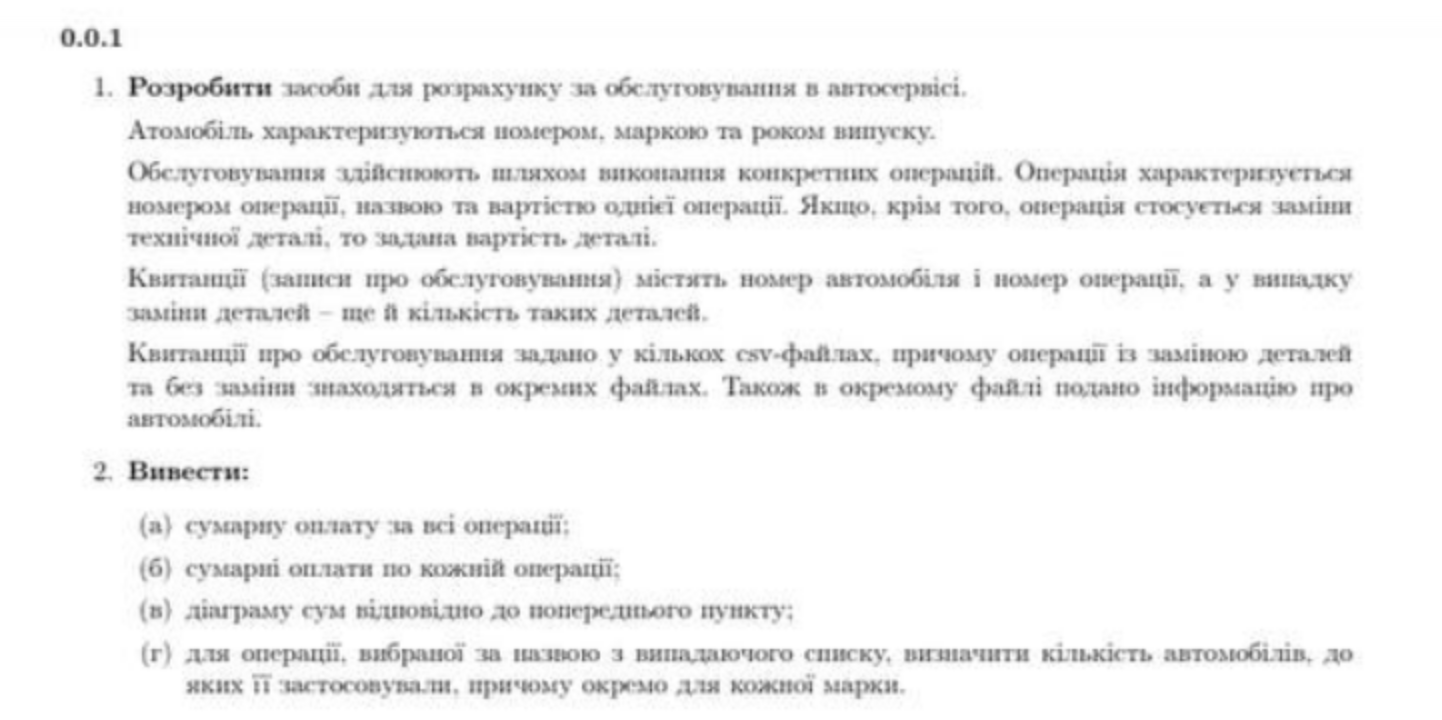 0.0.1
1. Розробити засоби для розрахунку за обслуговування в автосервісі.
Атомобіль характеризуються номером, маркою та роком випуску.
Обслуговування здійснюють шляхом виконання конкретних операцій. Операція характеризується
номером операції, назвою та вартістю однієї операції. Якщо, крім того, операція стосується заміни
технічної деталі, то задана вартість деталі.
Квитанції (записи про обслуговування) містять номер автомобіля і номер операції, а у випадку
заміни деталей – ще й кількість таких деталей.
Квитанції про обслуговування задано у кількох csv-файлах, причому операції із заміною деталей
та без заміни знаходяться в окремих файлах. Також в окремому файлі подано інформацію про
автомобілі.
2. Вивести:
(а) сумарну оплату за всі операції;
(б) сумарні оплати по кожній операції;
(в) діаграму сум відповідно до попереднього пункту;
(г) для операції, вибраної за назвою з випадаючого списку, визначити кількість автомобілів, до
яких її застосовували, причому окремо для кожної марки.